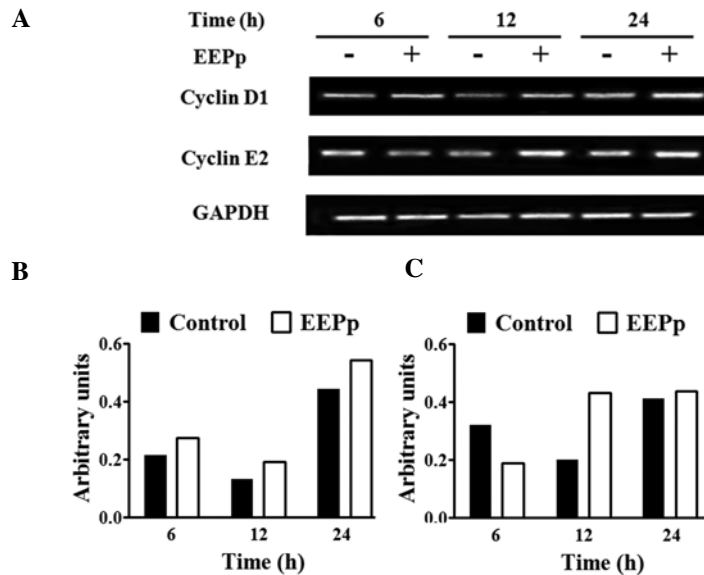 A
Time (h) 6 12 24
EEPp - + - + - +
Cyclin D1
Cyclin E2
GAPDH
B
Control EEPp
Arbitrary units
0.6
0.4
0.2
0.0
6 12 24
Time (h)
C
Control EEPp
Arbitrary units
0.6
0.4
0.2
0.0
6 12 24
Time (h)